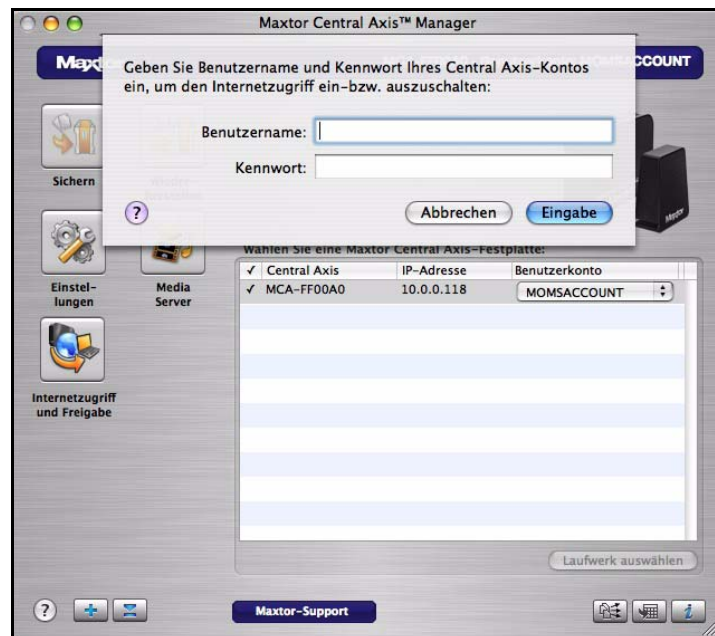 Maxtor Central Axis™ Manager
Geben Sie Benutzername und Kennwort Ihres Central Axis-Kontos
ein, um den Internetzugriff ein-bzw. auszuschalten:
Benutzername:
Kennwort:
?
Abbrechen
Eingabe
MOMSACCOUNT
Sichern
Maxtor
Wählen Sie eine Maxtor Central Axis-Festplatte:
✓ Central Axis IP-Adresse Benutzerkonto
✓ MCA-FF00A0 10.0.0.118 MOMSACCOUNT
Einstel-
lungen
Media
Server
Internetzugriff
und Freigabe
Laufwerk auswählen
?
Maxtor-Support
i